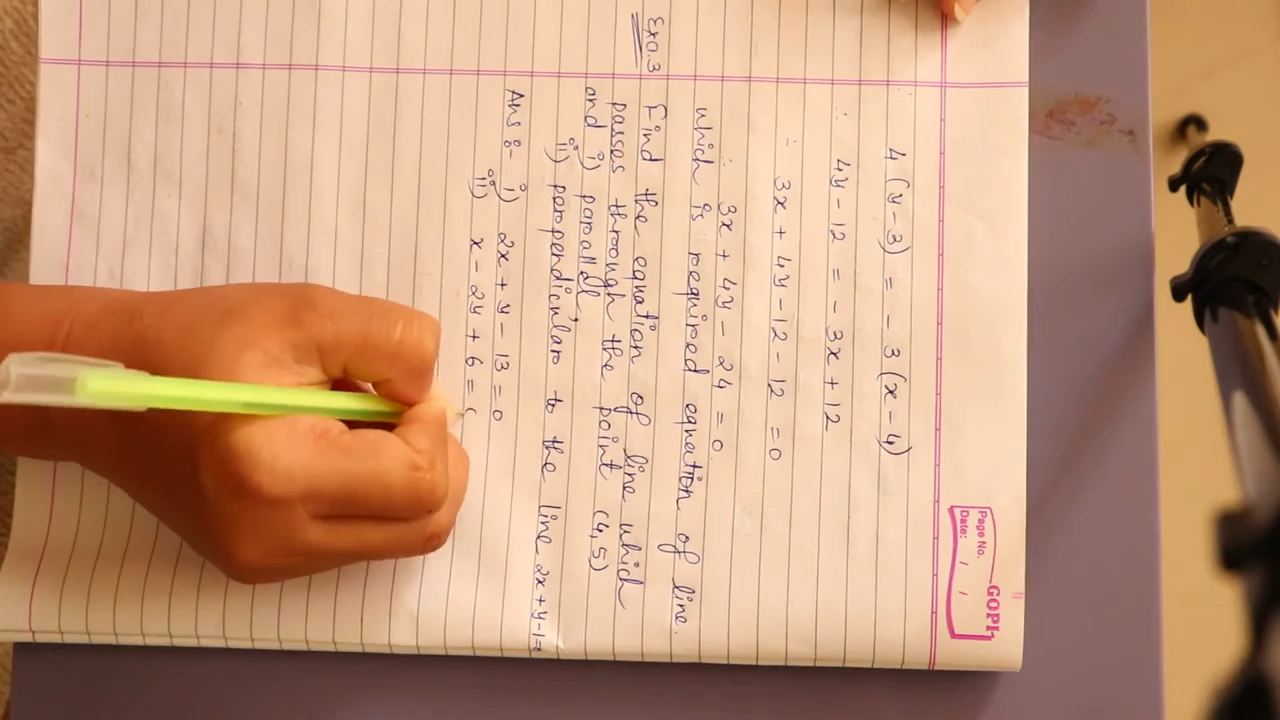 GOPI
Page No.
Date: / /
4(y-3) = -3(x-4)
∴ 4y-12 = -3x+12
∴ 3x+4y-12-12=0
∴ 3x+4y-24=0.
which is required equation of line.
Ex0.3 Find the equation of line which
passes through the point (4,5)
and i) parallel,
ii) perpendicular to the line 2x+y-1=0
Ans:- i) 2x+y-13=0
ii) x-2y+6=